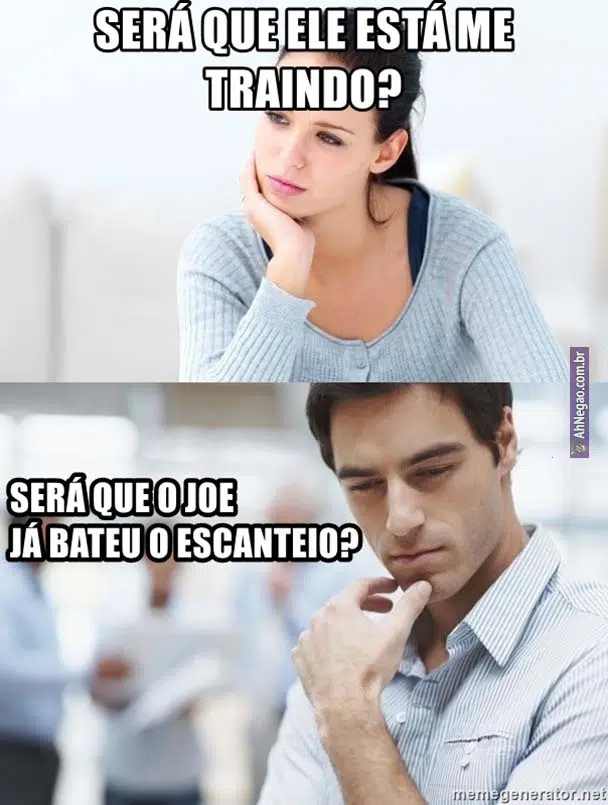 SERÁ QUE ELE ESTÁ ME
TRAINDO?
AhNegao.com.br
SERÁ QUE O JOE
JÁ BATEU O ESCANTEIO?
memegenerator.net